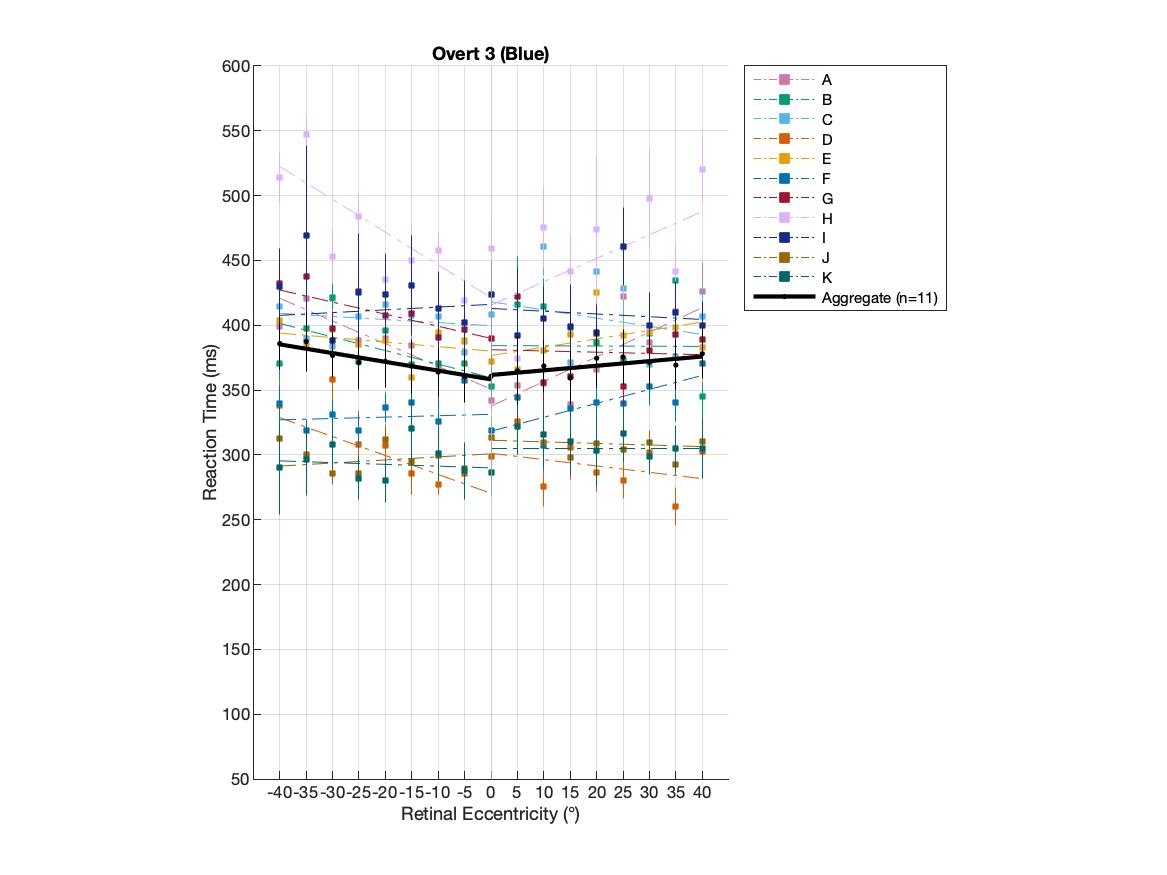 Overt 3 (Blue)
600
550
500
450
400
350
300
250
200
150
100
50
Reaction Time (ms)
-40 -35 -30 -25 -20 -15 -10 -5 0 5 10 15 20 25 30 35 40
Retinal Eccentricity (°)
A
B
C
D
E
F
G
H
I
J
K
Aggregate (n=11)